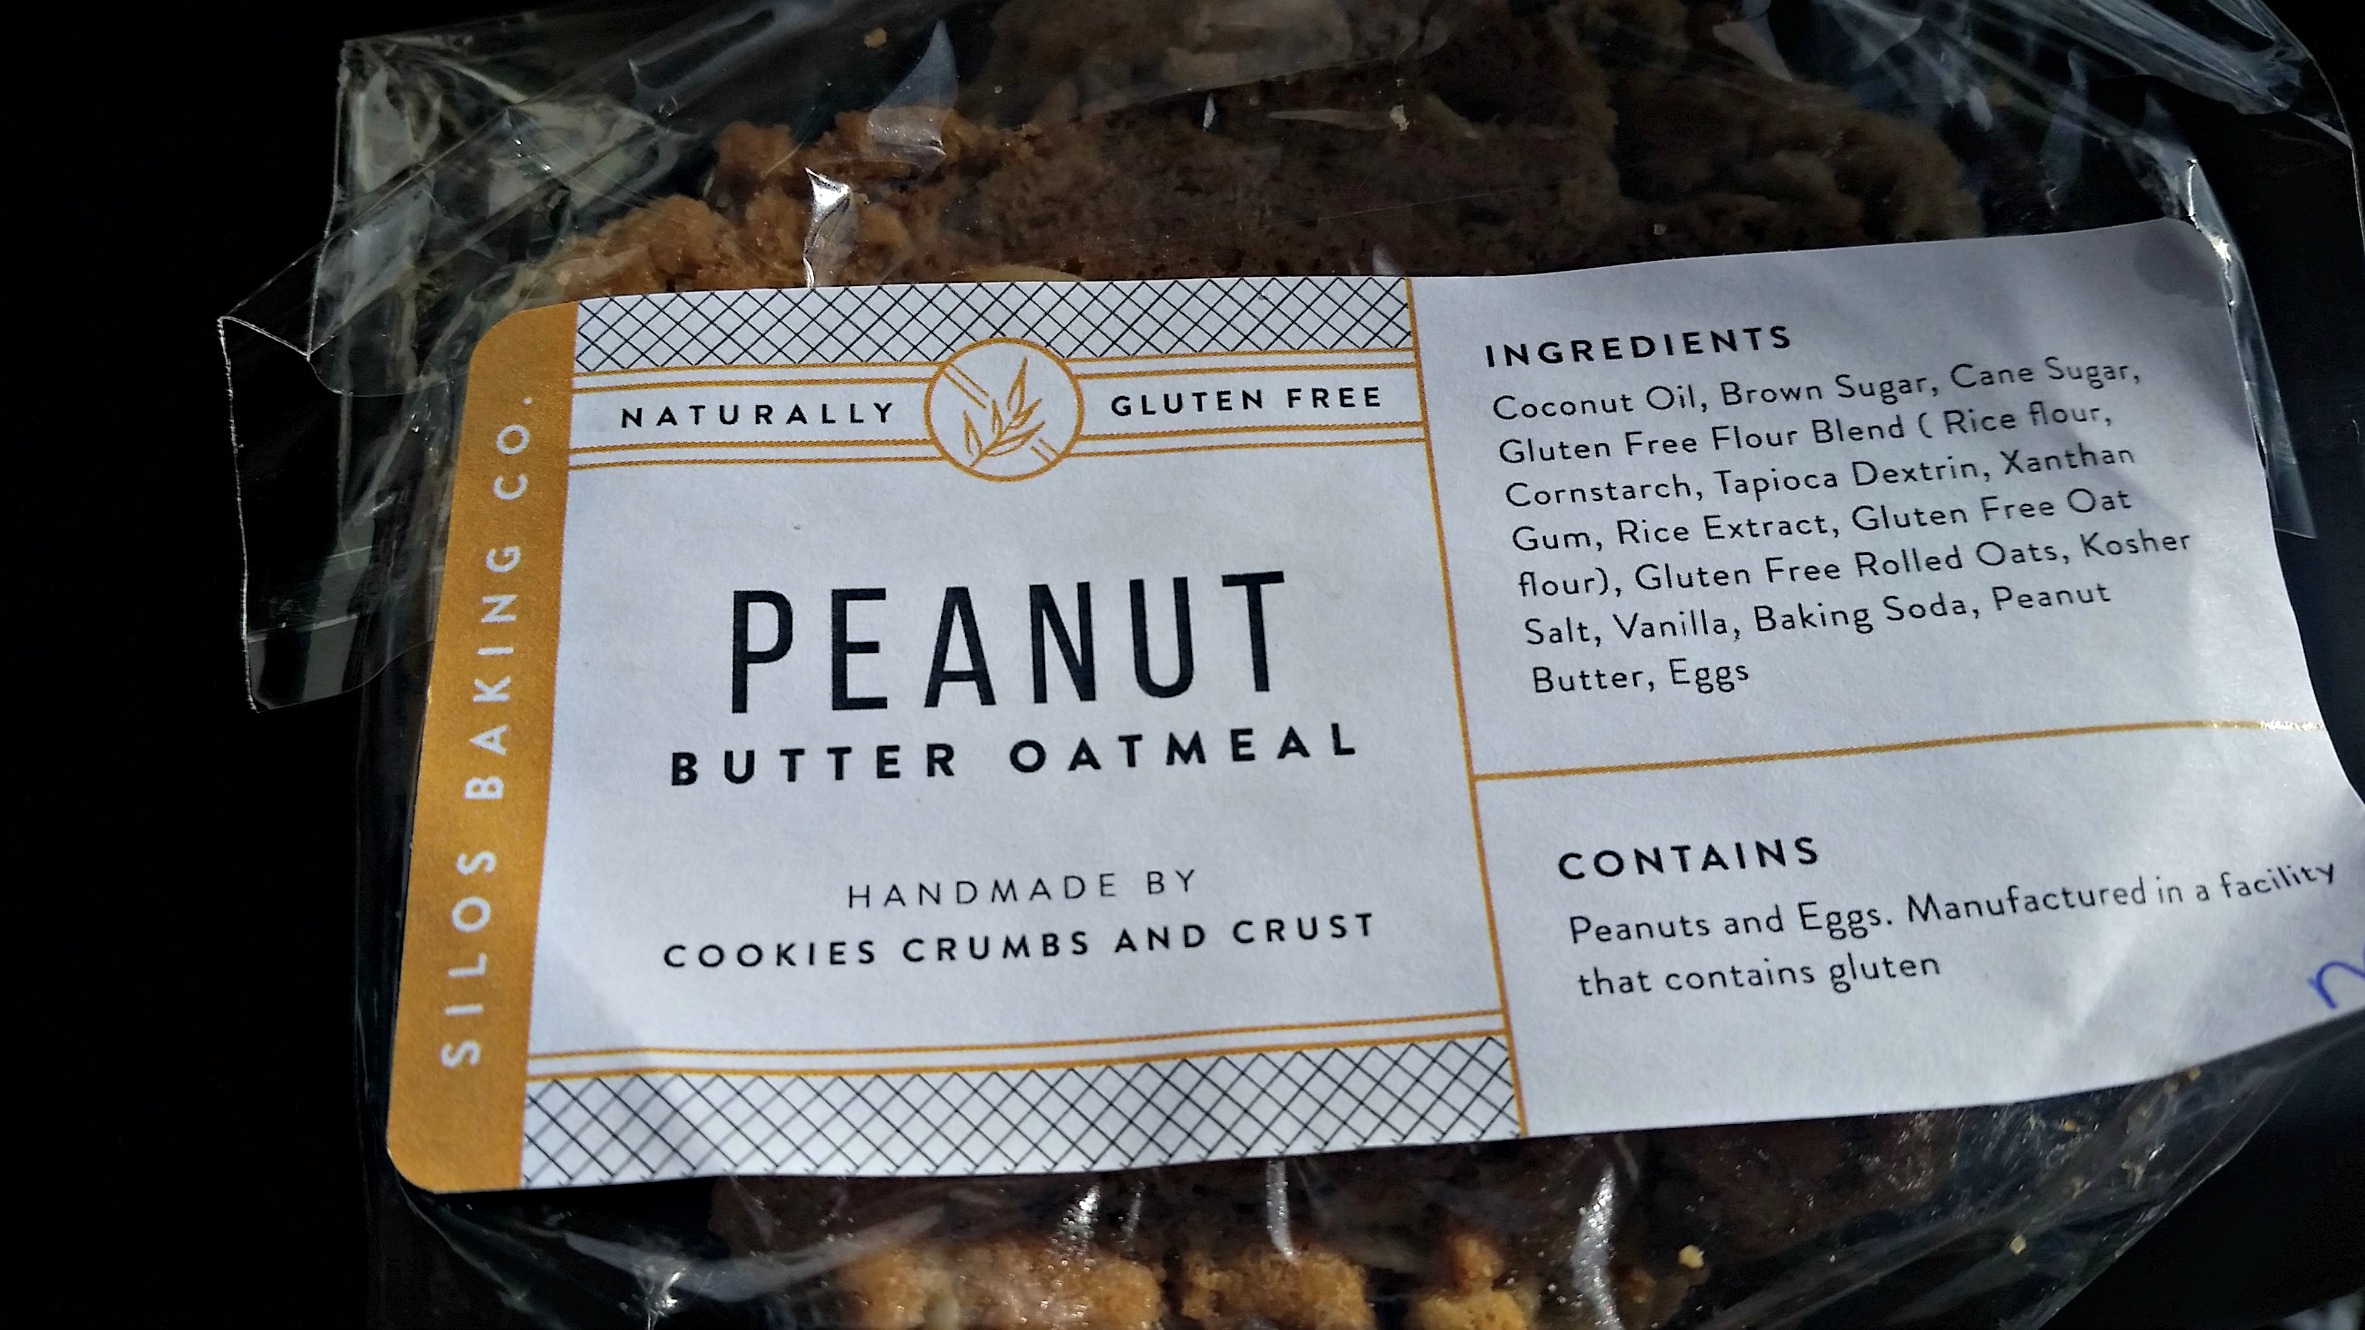 SILOS BAKING CO.
NATURALLY GLUTEN FREE
PEANUT
BUTTER OATMEAL
HANDMADE BY
COOKIES CRUMBS AND CRUST
INGREDIENTS
Coconut Oil, Brown Sugar, Cane Sugar,
Gluten Free Flour Blend ( Rice flour,
Cornstarch, Tapioca Dextrin, Xanthan
Gum, Rice Extract, Gluten Free Oat
flour), Gluten Free Rolled Oats, Kosher
Salt, Vanilla, Baking Soda, Peanut
Butter, Eggs
CONTAINS
Peanuts and Eggs. Manufactured in a facility
that contains gluten